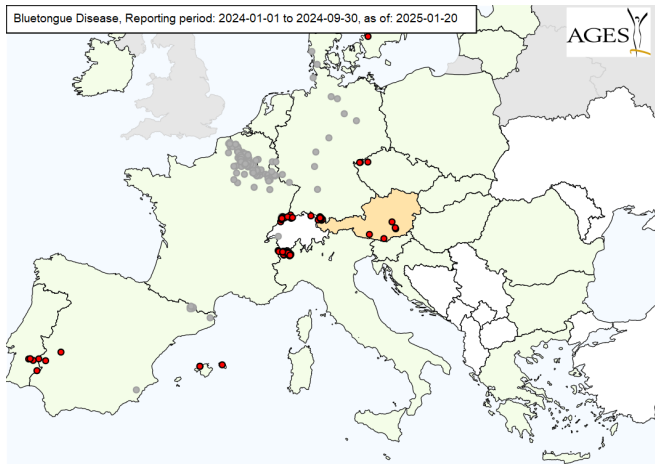 Bluetongue Disease, Reporting period: 2024-01-01 to 2024-09-30, as of: 2025-01-20
AGES